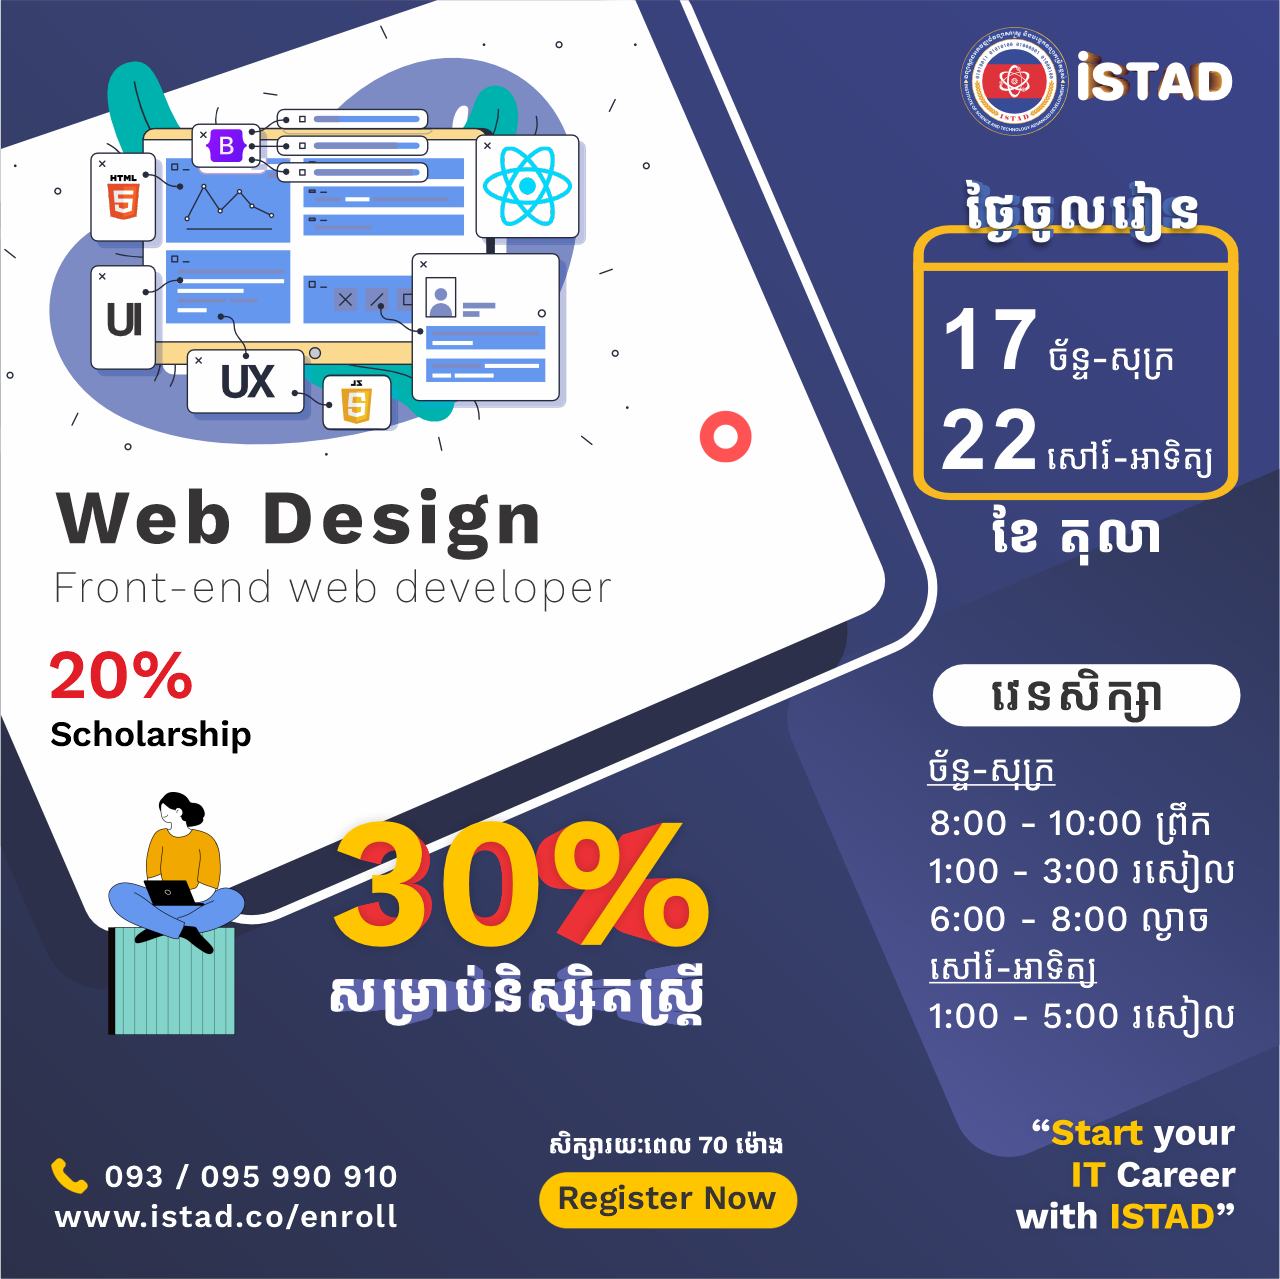 ISTAD
ISTAD
HTML
B
UI
UX
JS
ថ្ងៃចូលរៀន
17 ច័ន្ទ-សុក្រ
22 សៅរ៍-អាទិត្យ
ខែ តុលា
Web Design
Front-end web developer
20%
Scholarship
30%
សម្រាប់និស្សិតស្ត្រី
វេនសិក្សា
ច័ន្ទ-សុក្រ
8:00 - 10:00 ព្រឹក
1:00 - 3:00 រសៀល
6:00 - 8:00 ល្ងាច
សៅរ៍-អាទិត្យ
1:00 - 5:00 រសៀល
093 / 095 990 910
www.istad.co/enroll
សិក្សារយៈពេល 70 ម៉ោង
Register Now
“Start your
IT Career
with ISTAD”